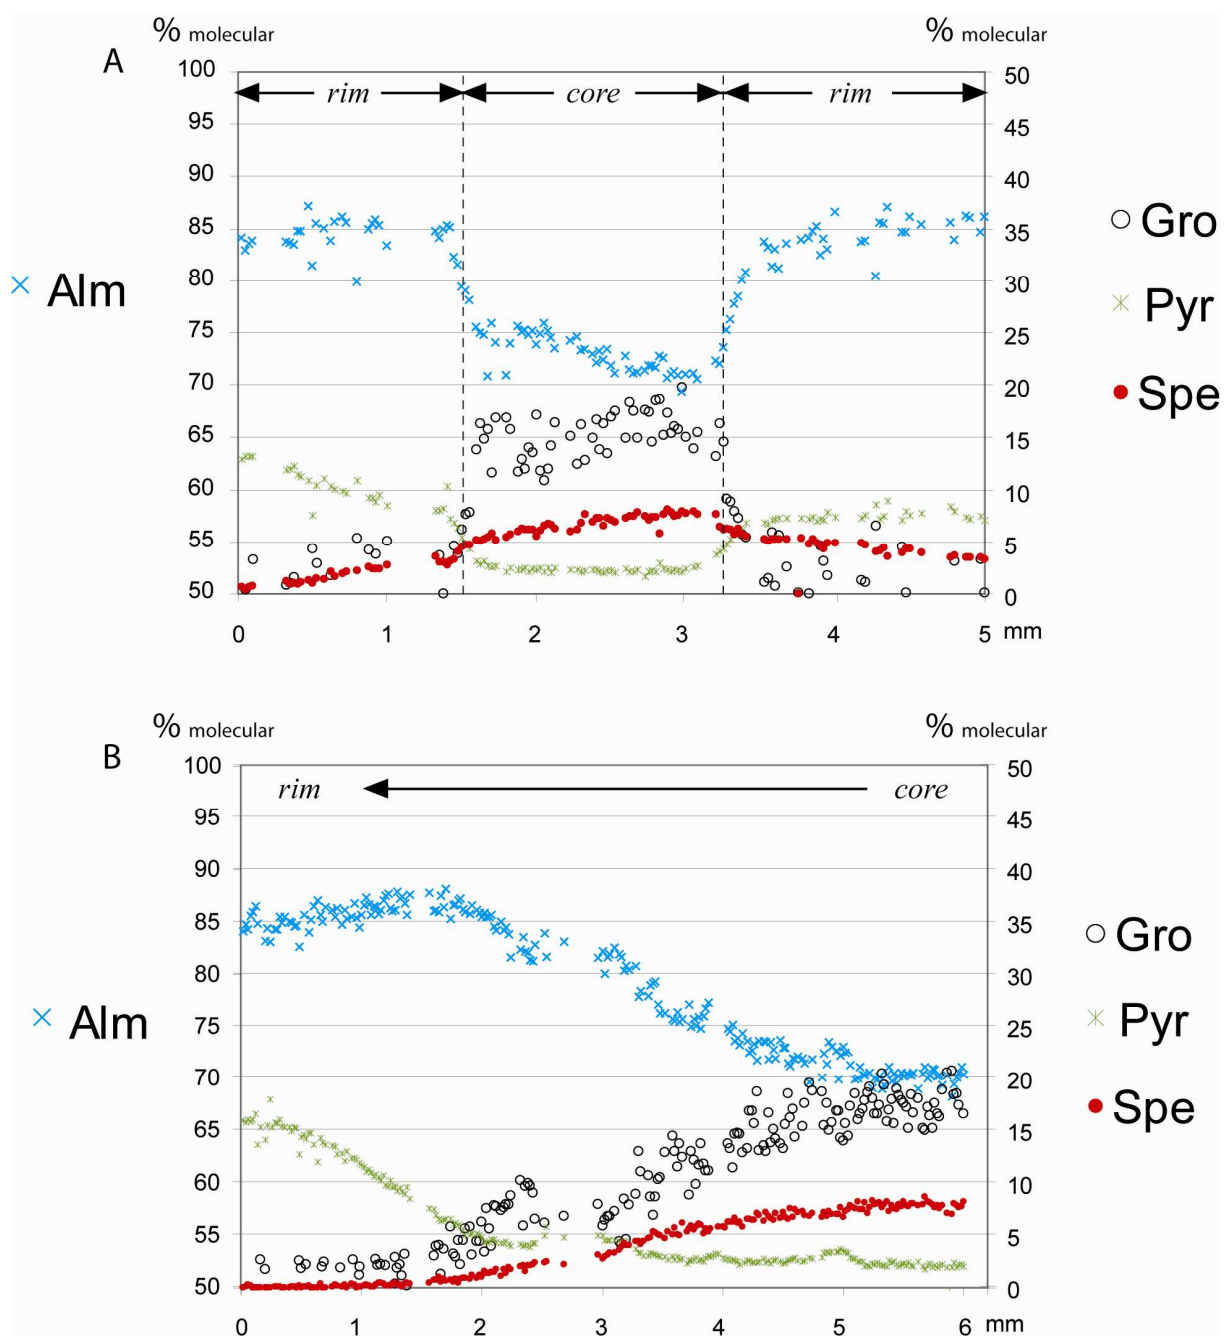 % molecular % molecular
A
100 50
rim core rim
95 45
90 40
85 35
80 30
75 25
70 20
65 15
60 10
55 5
50 0
0 1 2 3 4 5 mm
Alm
Gro
Pyr
Spe
% molecular % molecular
B
100 50
rim core
95 45
90 40
85 35
80 30
75 25
70 20
65 15
60 10
55 5
50 0
0 1 2 3 4 5 6 mm
Alm
Gro
Pyr
Spe